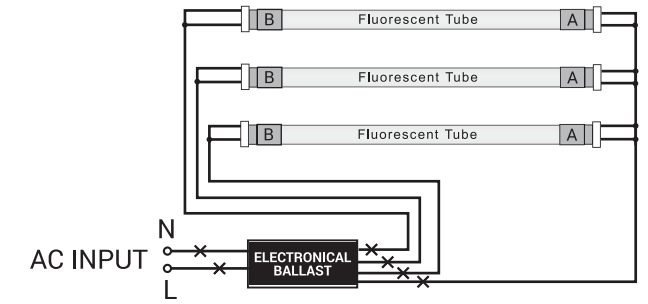 B Fluorescent Tube A
B Fluorescent Tube A
B Fluorescent Tube A
N
AC INPUT
ELECTRONICAL
BALLAST
L